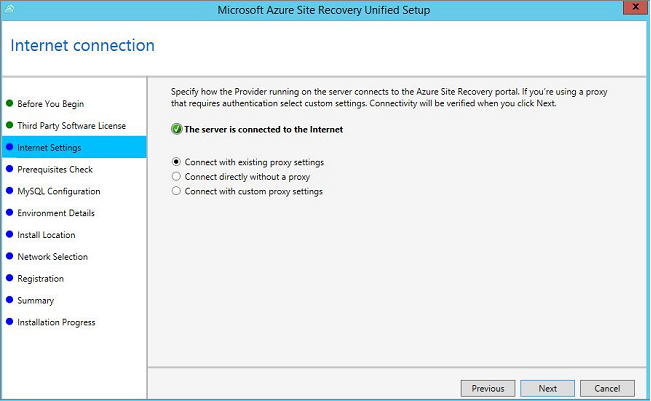 Microsoft Azure Site Recovery Unified Setup
x
Internet connection
Before You Begin
Third Party Software License
Internet Settings
Prerequisites Check
MySQL Configuration
Environment Details
Install Location
Network Selection
Registration
Summary
Installation Progress
Specify how the Provider running on the server connects to the Azure Site Recovery portal. If you're using a proxy
that requires authentication select custom settings. Connectivity will be verified when you click Next.
The server is connected to the Internet
Connect with existing proxy settings
Connect directly without a proxy
Connect with custom proxy settings
Previous
Next
Cancel